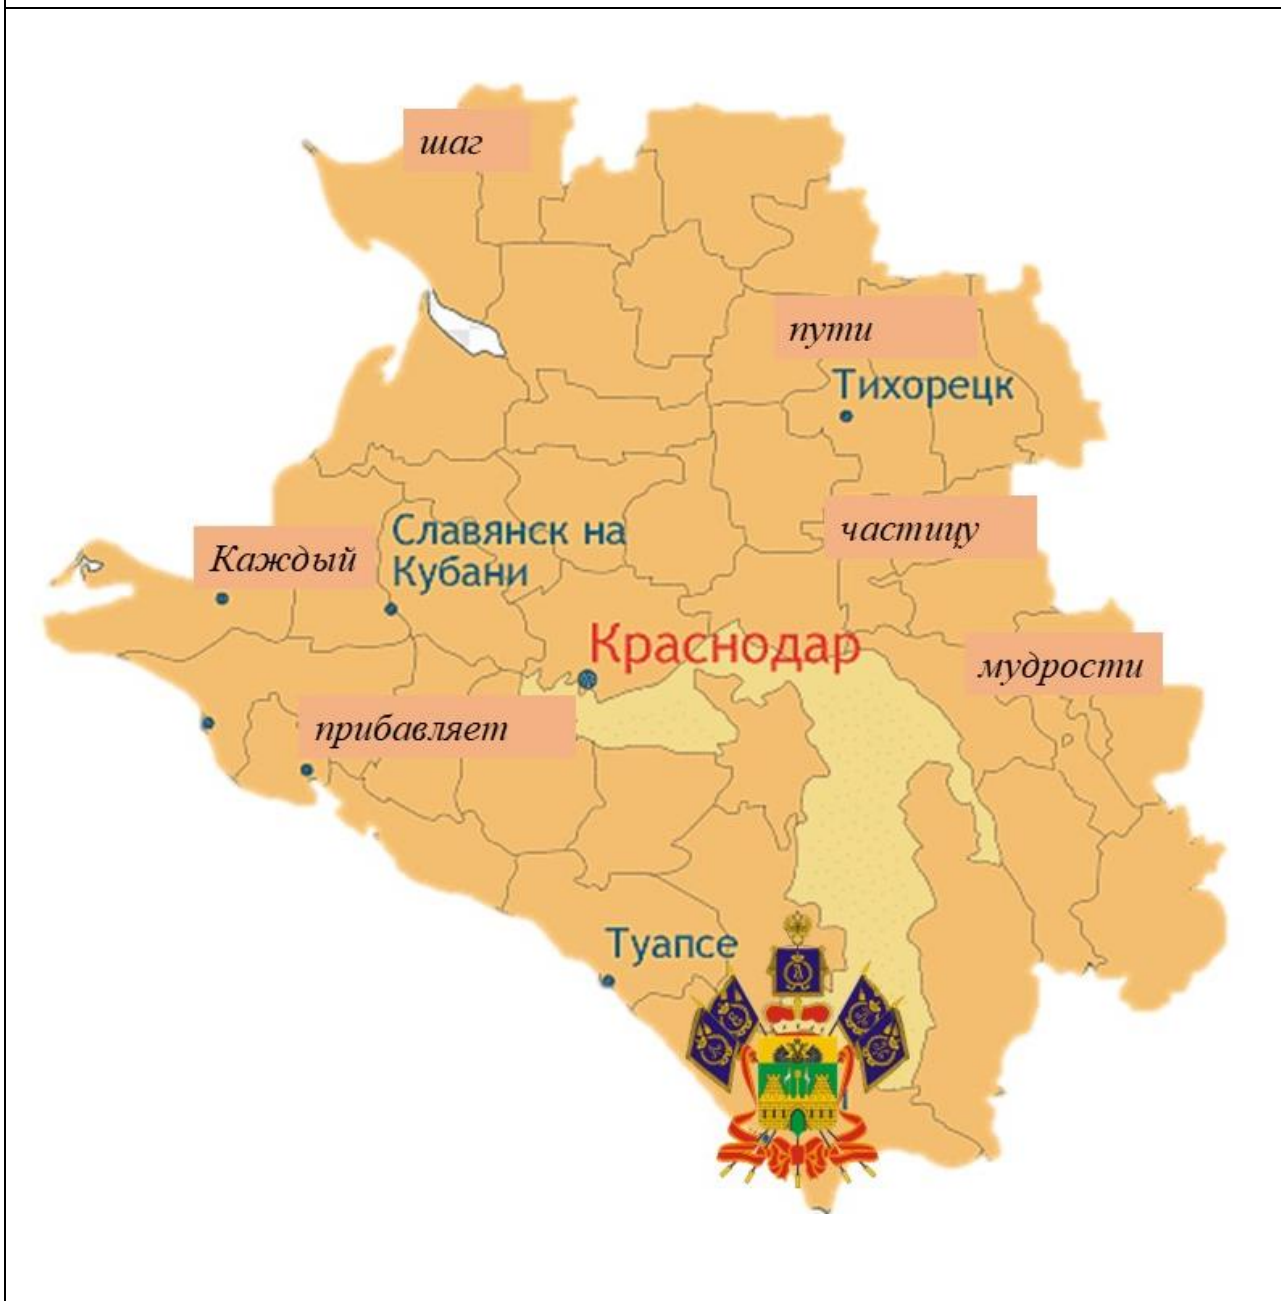 шаг
пути
Тихорецк
частицу
Славянск на
Кубани
Каждый
Краснодар
мудрости
прибавляет
Туапсе